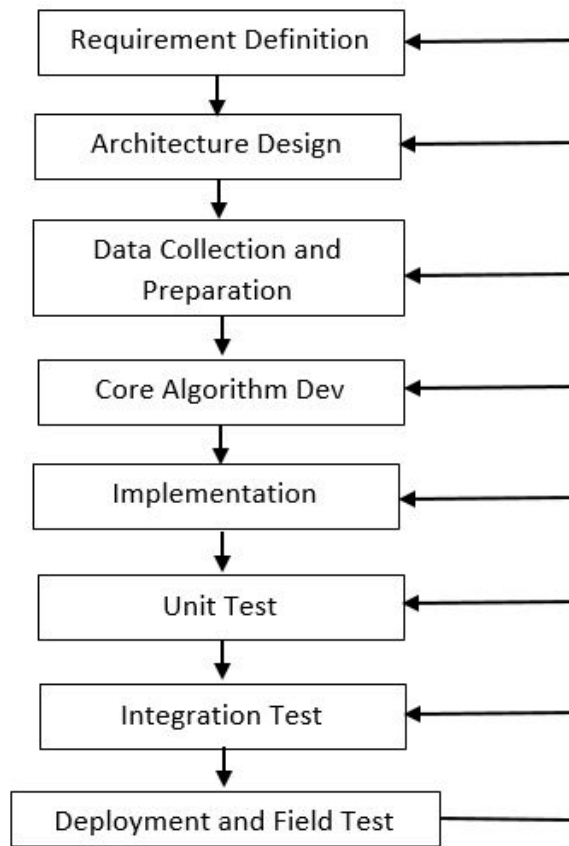 Requirement Definition
Architecture Design
Data Collection and
Preparation
Core Algorithm Dev
Implementation
Unit Test
Integration Test
Deployment and Field Test